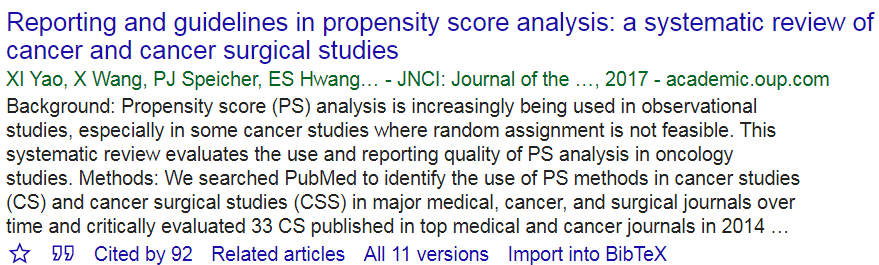 Reporting and guidelines in propensity score analysis: a systematic review of
cancer and cancer surgical studies
XI Yao, X Wang, PJ Speicher, ES Hwang… - JNCI: Journal of the …, 2017 - academic.oup.com
Background: Propensity score (PS) analysis is increasingly being used in observational
studies, especially in some cancer studies where random assignment is not feasible. This
systematic review evaluates the use and reporting quality of PS analysis in oncology
studies. Methods: We searched PubMed to identify the use of PS methods in cancer studies
(CS) and cancer surgical studies (CSS) in major medical, cancer, and surgical journals over
time and critically evaluated 33 CS published in top medical and cancer journals in 2014 …
Cited by 92 Related articles All 11 versions Import into BibTeX